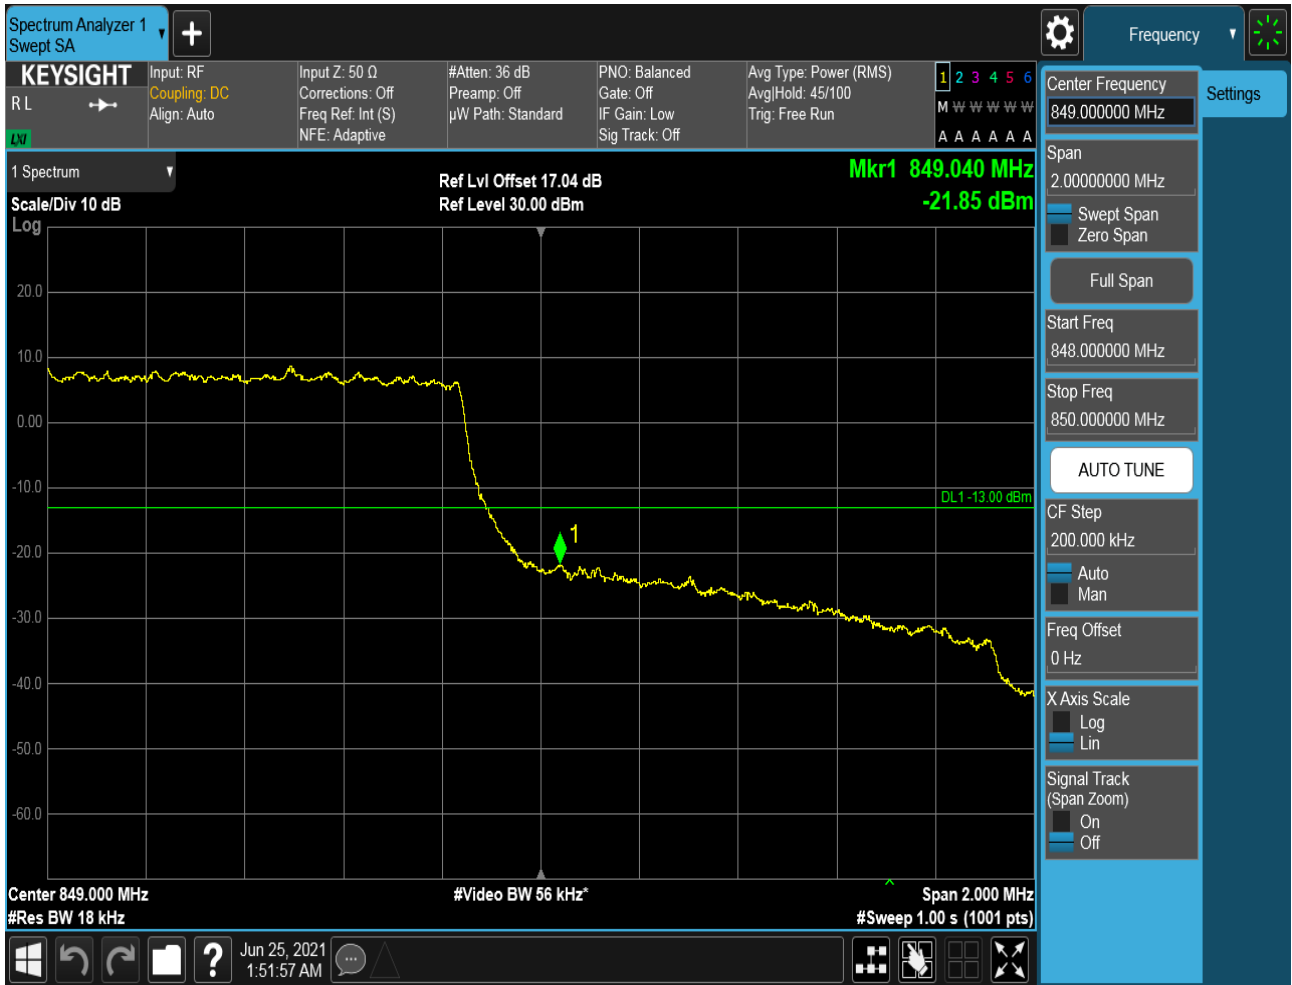 Spectrum Analyzer 1
Swept SA
Frequency
KEYSIGHT
R L
LXI
Input: RF
Coupling: DC
Align: Auto
Input Z: 50 Ω
Corrections: Off
Freq Ref: Int (S)
NFE: Adaptive
#Atten: 36 dB
Preamp: Off
µW Path: Standard
PNO: Balanced
Gate: Off
IF Gain: Low
Sig Track: Off
Avg Type: Power (RMS)
Avg|Hold: 45/100
Trig: Free Run
1 2 3 4 5 6
M W W W W W
A A A A A A
1 Spectrum
Scale/Div 10 dB
Log
Ref Lvl Offset 17.04 dB
Ref Level 30.00 dBm
Mkr1 849.040 MHz
-21.85 dBm
20.0
10.0
0.00
-10.0
-20.0
-30.0
-40.0
-50.0
-60.0
DL1 -13.00 dBm
1
Center 849.000 MHz
#Res BW 18 kHz
#Video BW 56 kHz*
Span 2.000 MHz
#Sweep 1.00 s (1001 pts)
Jun 25, 2021
1:51:57 AM
?
Center Frequency
849.000000 MHz
Settings
Span
2.00000000 MHz
Swept Span
Zero Span
Full Span
Start Freq
848.000000 MHz
Stop Freq
850.000000 MHz
AUTO TUNE
CF Step
200.000 kHz
Auto
Man
Freq Offset
0 Hz
X Axis Scale
Log
Lin
Signal Track
(Span Zoom)
On
Off